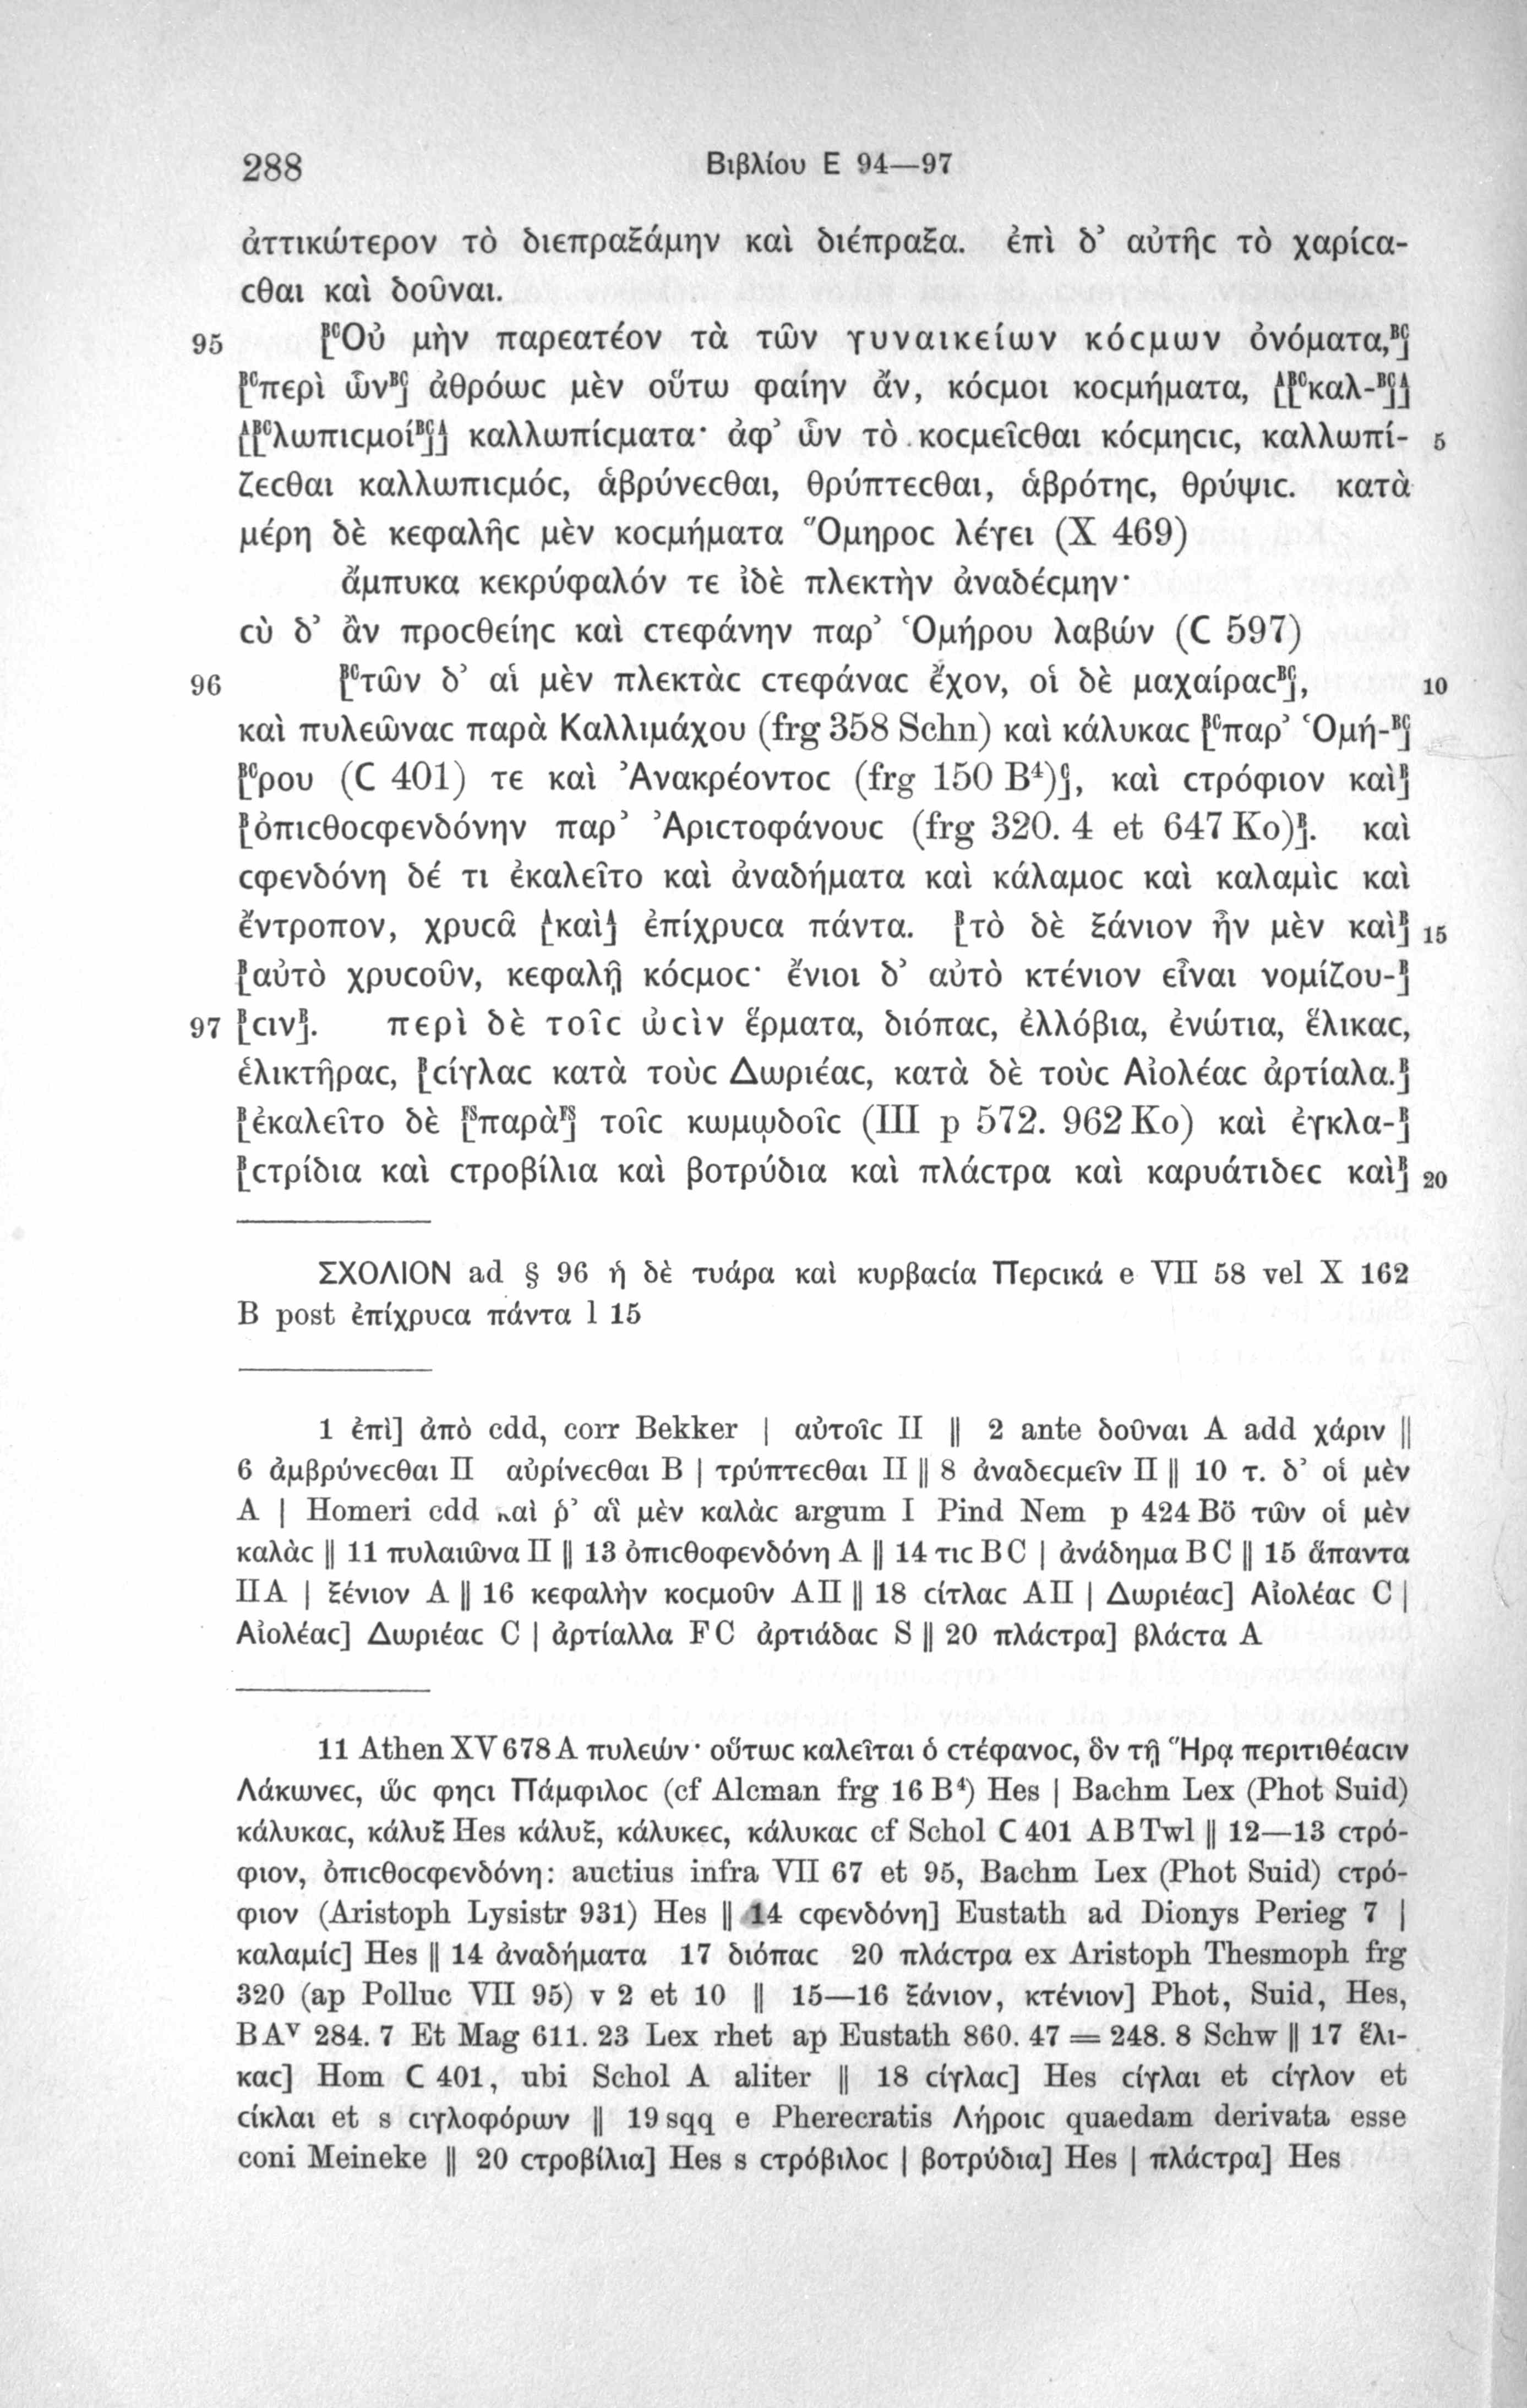 288 Βιβλίου Ε 94—97
ἀττικώτερον τὸ διεπραξάμην καὶ διέπραξα. ἐπὶ δ’ αὐτῆϲ τὸ χαρίϲα-
ϲθαι καὶ δοῦναι.
95 [BCΟὐ μὴν παρεατέον τὰ τῶν γυναικείων κόϲμων ὀνόματα,BC]
[BCπερὶ ὧνBC] ἀθρόωϲ μὲν οὕτω φαίην ἄν, κόϲμοι κοϲμήματα, [A[BCκαλ-BC]A]
[A[BCλωπιϲμοίBC]A] καλλωπίϲματα· ἀφ’ ὧν τὸ κοϲμεῖϲθαι κόϲμηϲιϲ, καλλωπί- 5
ζεϲθαι καλλωπιϲμόϲ, ἁβρύνεϲθαι, θρύπτεϲθαι, ἁβρότηϲ, θρύψιϲ. κατὰ
μέρη δὲ κεφαλῆϲ μὲν κοϲμήματα Ὅμηροϲ λέγει (Χ 469)
ἄμπυκα κεκρύφαλόν τε ἰδὲ πλεκτὴν ἀναδέϲμην·
ϲὺ δ’ ἂν προϲθείηϲ καὶ ϲτεφάνην παρ’ Ὁμήρου λαβών (Ϲ 597)
96 [BCτῶν δ’ αἱ μὲν πλεκτὰϲ ϲτεφάναϲ ἔχον, οἱ δὲ μαχαίραϲBC], 10
καὶ πυλεῶναϲ παρὰ Καλλιμάχου (frg 358 Schn) καὶ κάλυκαϲ [BCπαρ’ Ὁμή-BC]
[BCρου (Ϲ 401) τε καὶ Ἀνακρέοντοϲ (frg 150 B⁴)C], καὶ ϲτρόφιον καὶB]
[Bὀπιϲθοϲφενδόνην παρ’ Ἀριϲτοφάνουϲ (frg 320. 4 et 647 Ko)B]. καὶ
ϲφενδόνη δέ τι ἐκαλεῖτο καὶ ἀναδήματα καὶ κάλαμοϲ καὶ καλαμὶϲ καὶ
ἔντροπον, χρυϲᾶ [AκαὶA] ἐπίχρυϲα πάντα. [Bτὸ δὲ ξάνιον ἦν μὲν καὶB] 15
[Bαὐτὸ χρυϲοῦν, κεφαλῇ κόϲμοϲ· ἔνιοι δ’ αὐτὸ κτένιον εἶναι νομίζου-B]
97 [BϲινB]. περὶ δὲ τοῖϲ ὠϲὶν ἕρματα, διόπαϲ, ἐλλόβια, ἐνώτια, ἕλικαϲ,
ἑλικτῆραϲ, [Bϲίγλαϲ κατὰ τοὺϲ Δωριέαϲ, κατὰ δὲ τοὺϲ Αἰολέαϲ ἀρτίαλα.B]
[Bἐκαλεῖτο δὲ [FSπαρὰFS] τοῖϲ κωμῳδοῖϲ (III p 572. 962 Ko) καὶ ἐγκλα-B]
[Bϲτρίδια καὶ ϲτροβίλια καὶ βοτρύδια καὶ πλάϲτρα καὶ καρυάτιδεϲ καὶB] 20
ΣΧΟΛΙΟΝ ad § 96 ἡ δὲ τυάρα καὶ κυρβαϲία Περϲικά e VII 58 vel X 162
B post ἐπίχρυϲα πάντα l 15
1 ἐπὶ] ἀπὸ cdd, corr Bekker | αὐτοῖϲ II || 2 ante δοῦναι A add χάριν ||
6 ἀμβρύνεϲθαι II αὐρίνεϲθαι B | τρύπτεϲθαι II || 8 ἀναδεϲμεῖν II || 10 τ. δ’ οἱ μὲν
A | Homeri cdd καὶ ῥ’ αἳ μὲν καλὰϲ argum I Pind Nem p 424 Bö τῶν οἱ μὲν
καλὰϲ || 11 πυλαιῶνα II || 13 ὀπιϲθοφενδόνη A || 14 τιϲ BC | ἀνάδημα BC || 15 ἅπαντα
IIA | ξένιον A || 16 κεφαλὴν κοϲμοῦν AII || 18 ϲίτλαϲ AII | Δωριέαϲ] Αἰολέαϲ C |
Αἰολέαϲ] Δωριέαϲ C | ἀρτίαλλα FC ἀρτιάδαϲ S || 20 πλάϲτρα] βλάϲτα A
11 Athen XV 678 A πυλεών· οὕτωϲ καλεῖται ὁ ϲτέφανοϲ, ὃν τῇ Ἥρᾳ περιτιθέαϲιν
Λάκωνεϲ, ὥϲ φηϲι Πάμφιλοϲ (cf Alcman frg 16 B⁴) Hes | Bachm Lex (Phot Suid)
κάλυκαϲ, κάλυξ Hes κάλυξ, κάλυκεϲ, κάλυκαϲ cf Schol Ϲ 401 ABTwl || 12—13 ϲτρό-
φιον, ὀπιϲθοϲφενδόνη: auctius infra VII 67 et 95, Bachm Lex (Phot Suid) ϲτρό-
φιον (Aristoph Lysistr 931) Hes || 14 ϲφενδόνη] Eustath ad Dionys Perieg 7 |
καλαμίϲ] Hes || 14 ἀναδήματα 17 διόπαϲ 20 πλάϲτρα ex Aristoph Thesmoph frg
320 (ap Polluc VII 95) v 2 et 10 || 15—16 ξάνιον, κτένιον] Phot, Suid, Hes,
BAᵛ 284. 7 Et Mag 611. 23 Lex rhet ap Eustath 860. 47 = 248. 8 Schw || 17 ἕλι-
καϲ] Hom Ϲ 401, ubi Schol A aliter || 18 ϲίγλαϲ] Hes ϲίγλαι et ϲίγλον et
ϲίκλαι et s ϲιγλοφόρων || 19 sqq e Pherecratis Λήροιϲ quaedam derivata esse
coni Meineke || 20 ϲτροβίλια] Hes s ϲτρόβιλοϲ | βοτρύδια] Hes | πλάϲτρα] Hes